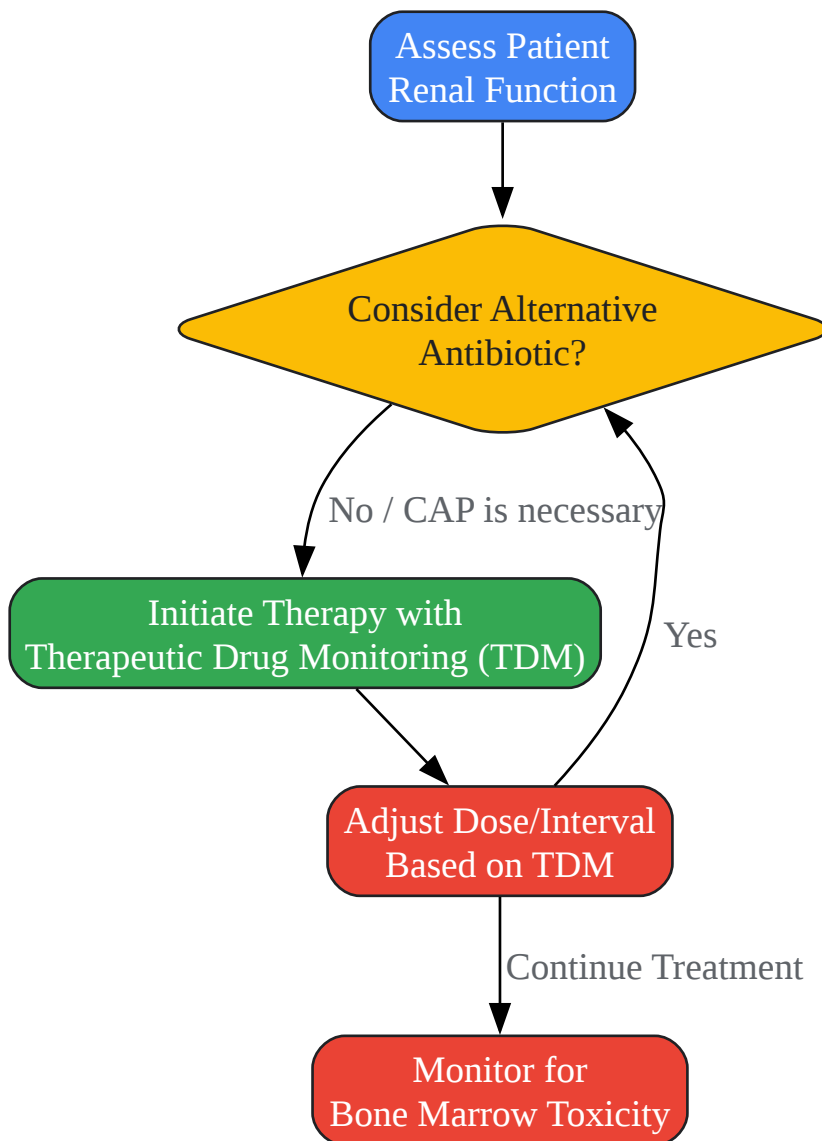 Assess Patient
Renal Function
Consider Alternative
Antibiotic?
No / CAP is necessary
Initiate Therapy with
Therapeutic Drug Monitoring (TDM)
Yes
Adjust Dose/Interval
Based on TDM
Continue Treatment
Monitor for
Bone Marrow Toxicity